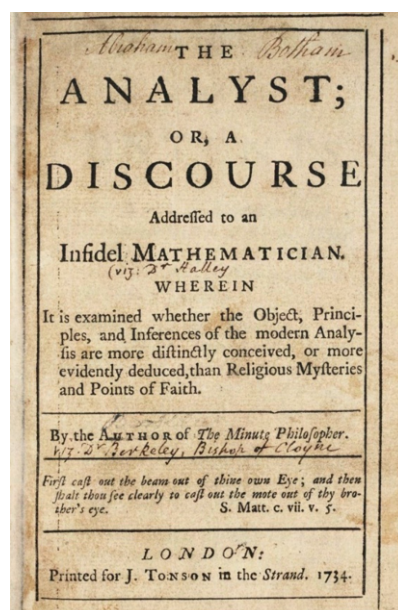 Abraham Botham
THE
ANALYST;
OR, A
DISCOURSE
Addreſſed to an
Infidel MATHEMATICIAN.
(viz: Dr Halley
WHEREIN
It is examined whether the Object, Princi-
ples, and Inferences of the modern Analy-
ſis are more diſtinctly conceived, or more
evidently deduced, than Religious Myſteries
and Points of Faith.
By the AUTHOR of The Minute Philoſopher.
viz. Dr Berkeley, Bishop of Cloyne
Firſt caſt out the beam out of thine own Eye; and then
ſhalt thou ſee clearly to caſt out the mote out of thy bro-
ther's eye. S. Matt. c. vii. v. 5.
LONDON:
Printed for J. TONSON in the Strand. 1734.